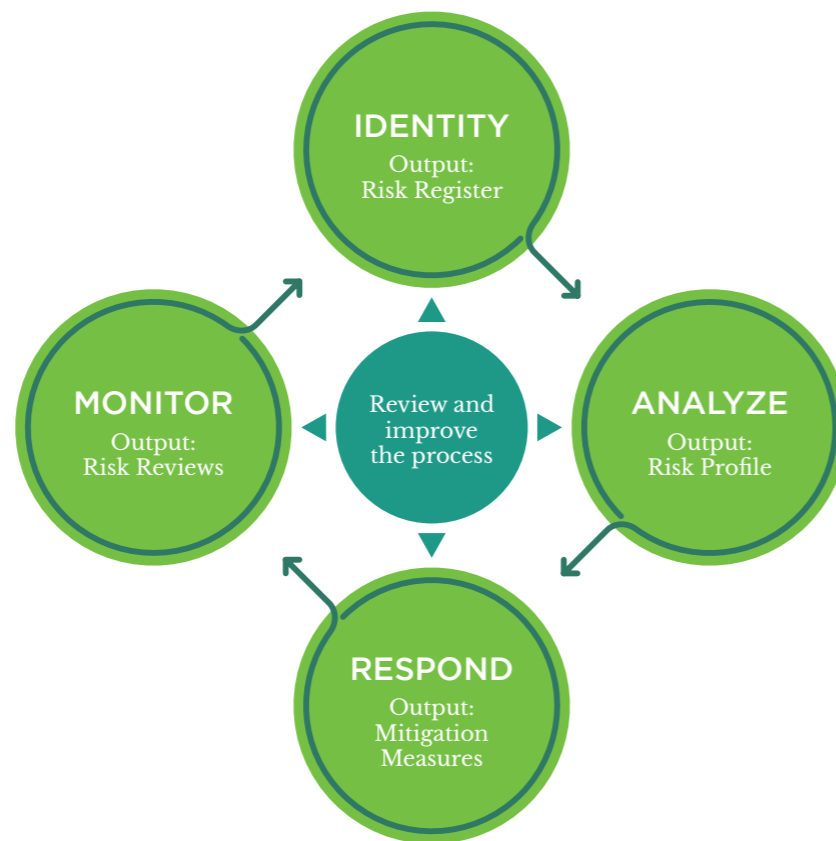 IDENTITY
Output:
Risk Register
MONITOR
Output:
Risk Reviews
Review and
improve
the process
ANALYZE
Output:
Risk Profile
RESPOND
Output:
Mitigation
Measures